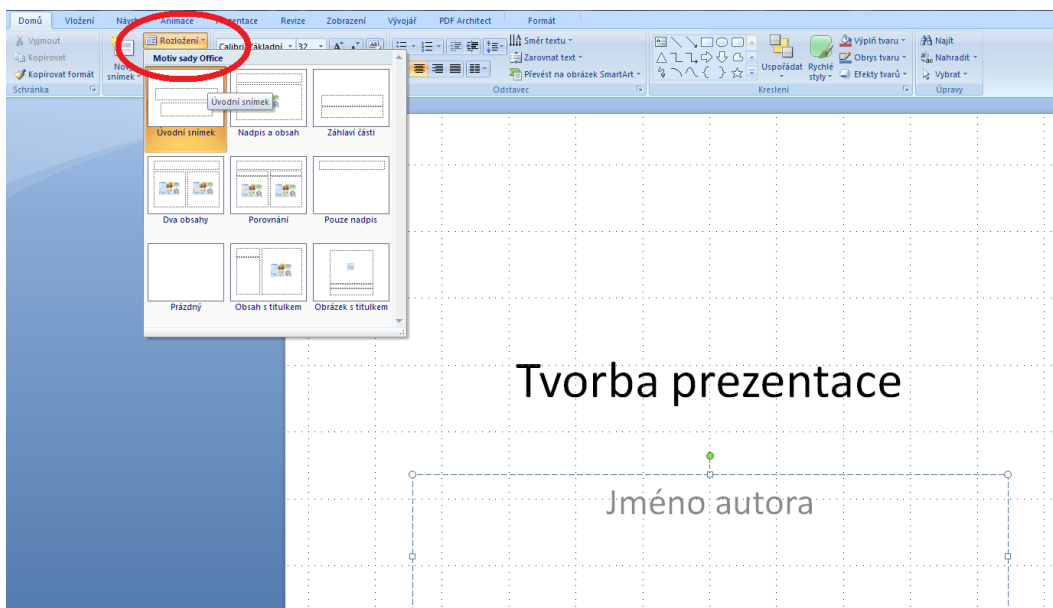 Domů Vložení Návrh Animace Prezentace Revize Zobrazení Vývojář PDF Architect Formát
Vyjmout
Kopírovat
Kopírovat formát
Schránka
snímek
Rozložení
32
Směr textu
Zarovnat text
Převést na obrázek SmartArt
Odstavec
Uspořádat
Rychlé
styly
Výplň tvaru
Obrys tvaru
Efekty tvarů
Kreslení
Najít
Nahradit
Vybrat
Úpravy
Motiv sady Office
Úvodní snímek
Úvodní snímek Nadpis a obsah Záhlaví části
Dva obsahy Porovnání Pouze nadpis
Prázdný Obsah s titulkem Obrázek s titulkem
Tvorba prezentace
Jméno autora